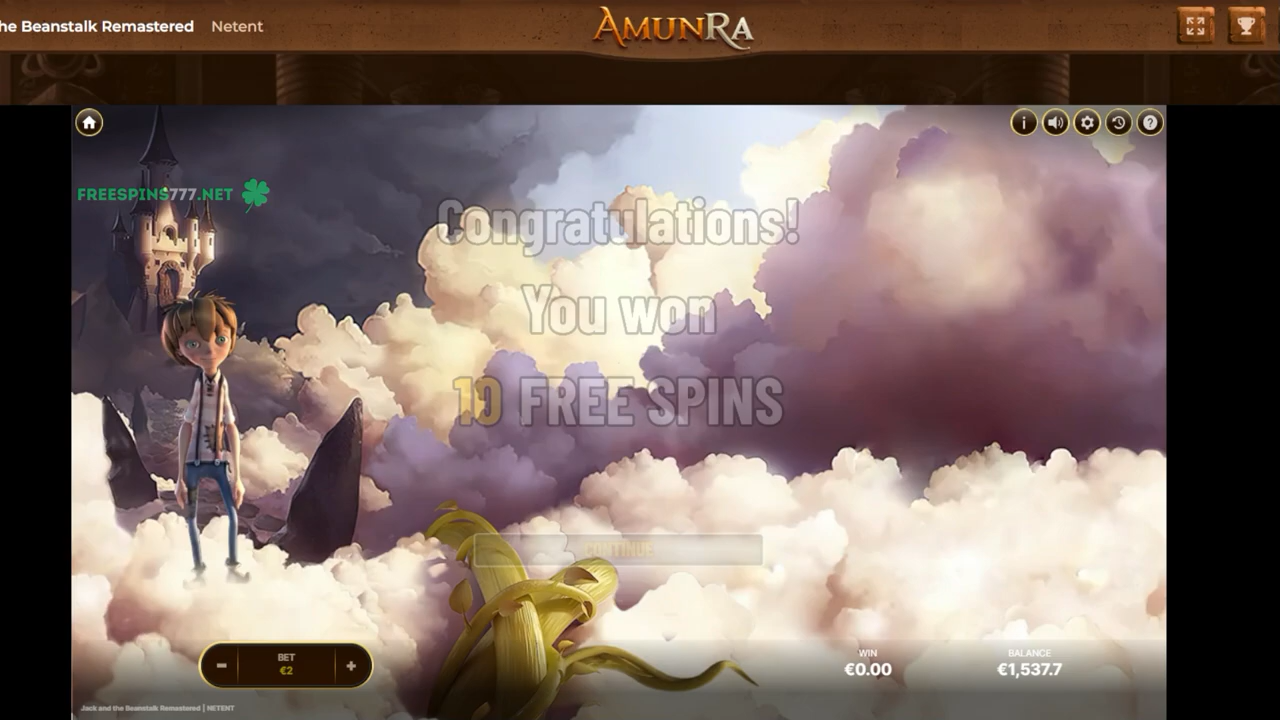 he Beanstalk Remastered Netent
AMUNRA
FREESPINS777.NET
Congratulations!
You won
10 FREE SPINS
CONTINUE
BET
€2
WIN
€0.00
BALANCE
€1,537.7
Jack and the Beanstalk Remastered | NETENT